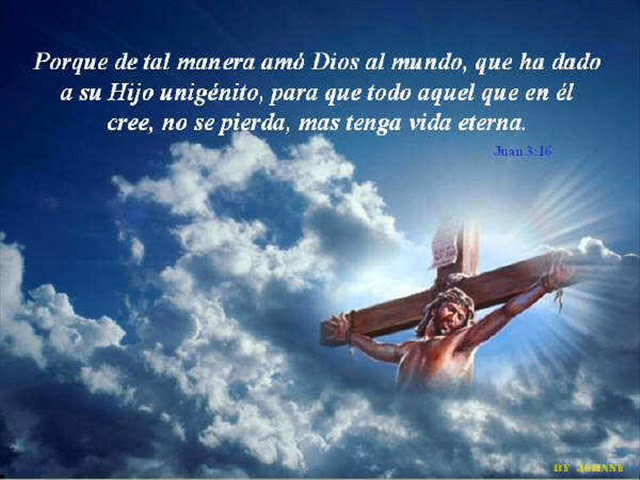 Porque de tal manera amó Dios al mundo, que ha dado
a su Hijo unigénito, para que todo aquel que en él
cree, no se pierda, mas tenga vida eterna.
Juan 3:16
BY